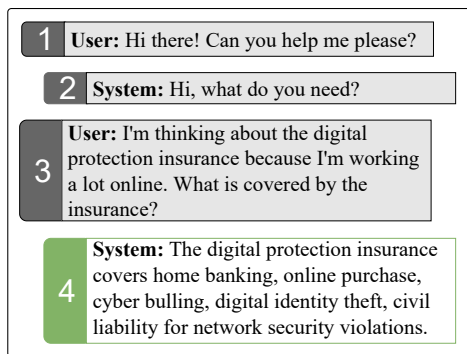 1 User: Hi there! Can you help me please?
2 System: Hi, what do you need?
User: I'm thinking about the digital
protection insurance because I'm working
3 a lot online. What is covered by the
insurance?
System: The digital protection insurance
covers home banking, online purchase,
4 cyber bulling, digital identity theft, civil
liability for network security violations.